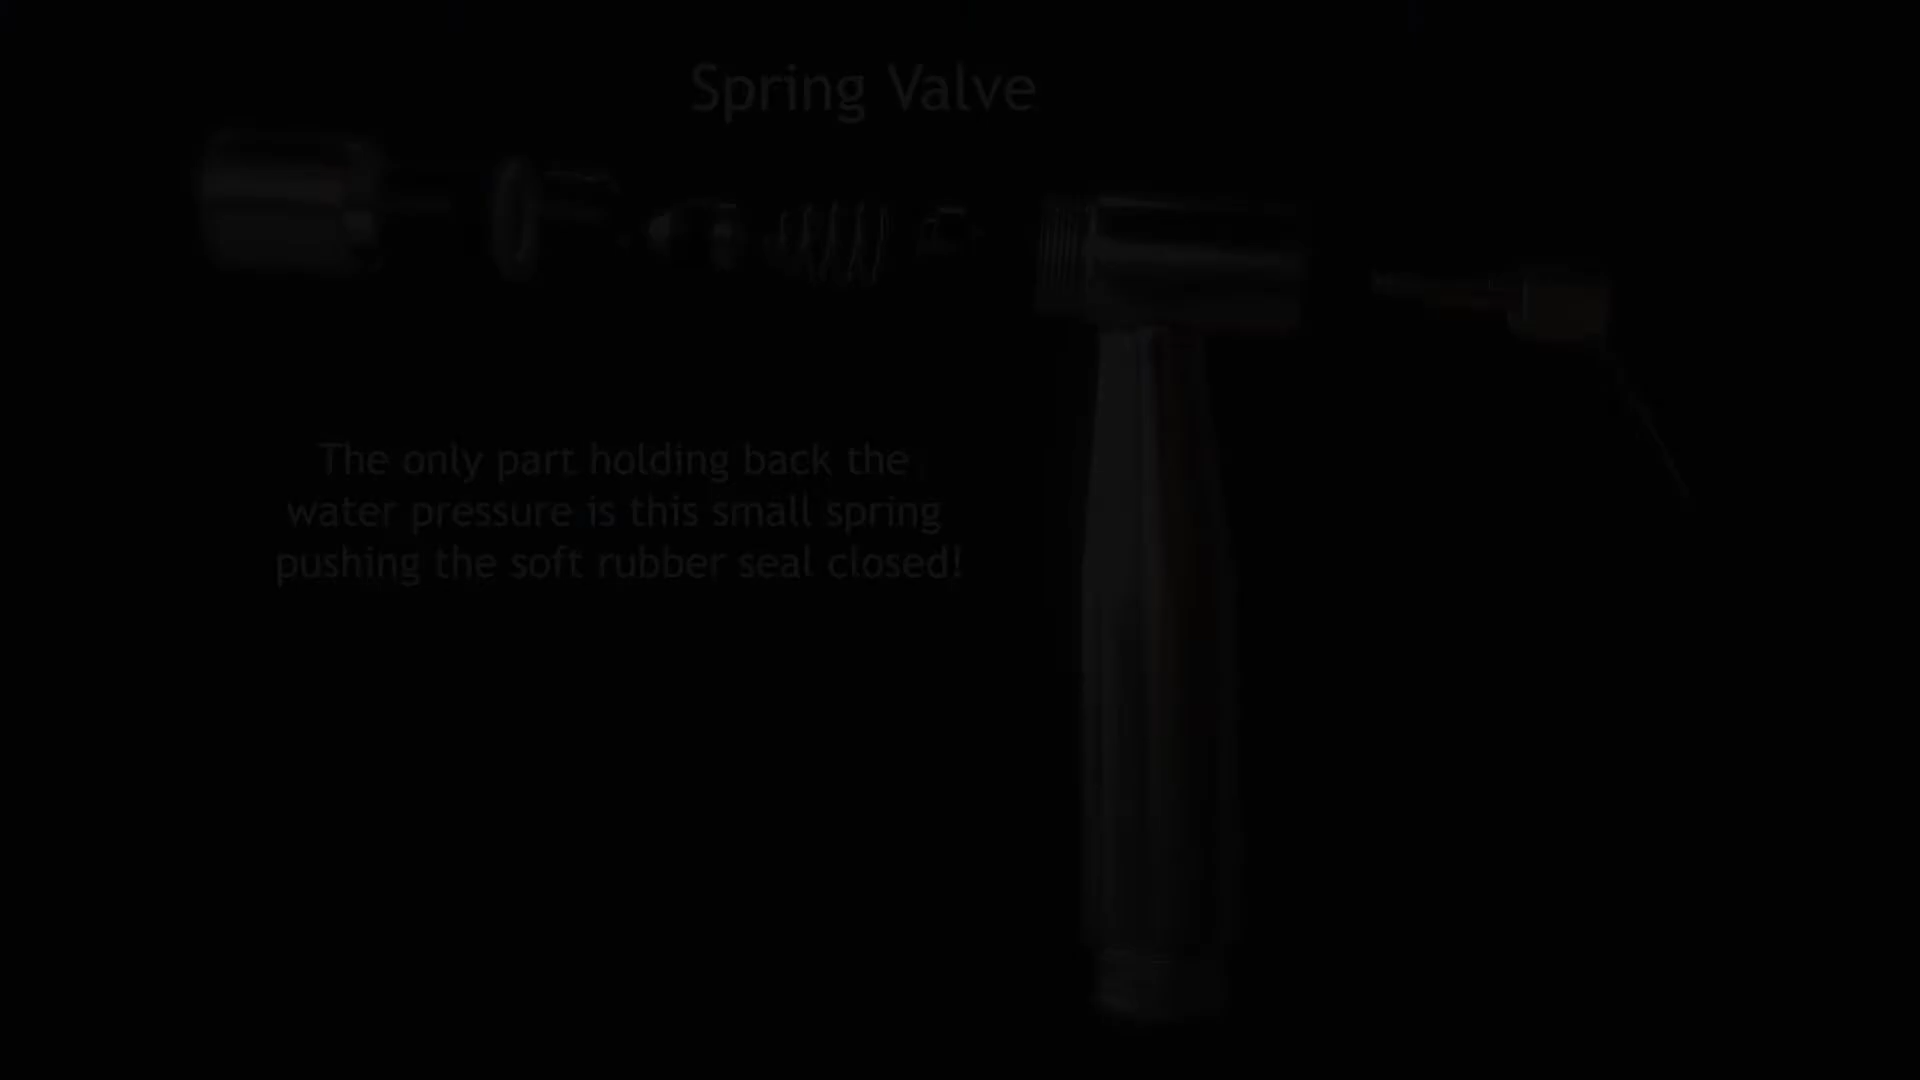 Spring Valve
The only part holding back the
water pressure is this small spring
pushing the soft rubber seal closed!